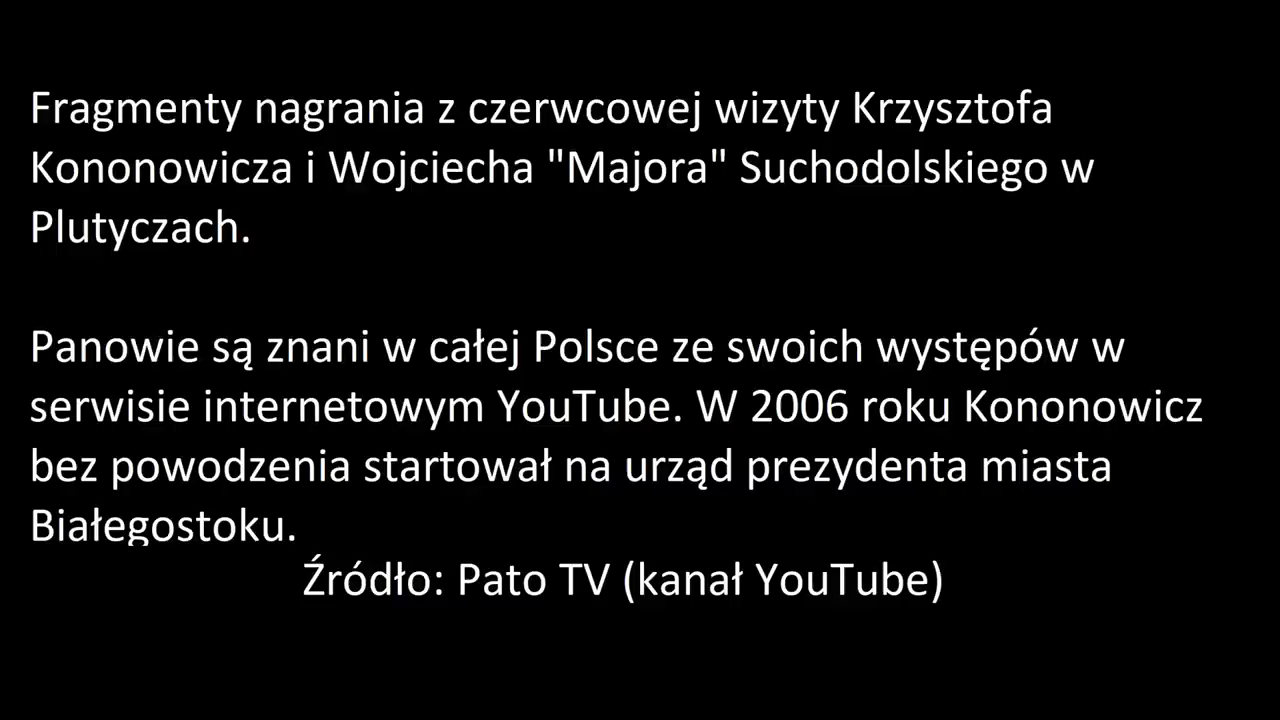 Fragmenty nagrania z czerwcowej wizyty Krzysztofa
Kononowicza i Wojciecha "Majora" Suchodolskiego w
Plutyczach.
Panowie są znani w całej Polsce ze swoich występów w
serwisie internetowym YouTube. W 2006 roku Kononowicz
bez powodzenia startował na urząd prezydenta miasta
Białegostoku.
Źródło: Pato TV (kanał YouTube)